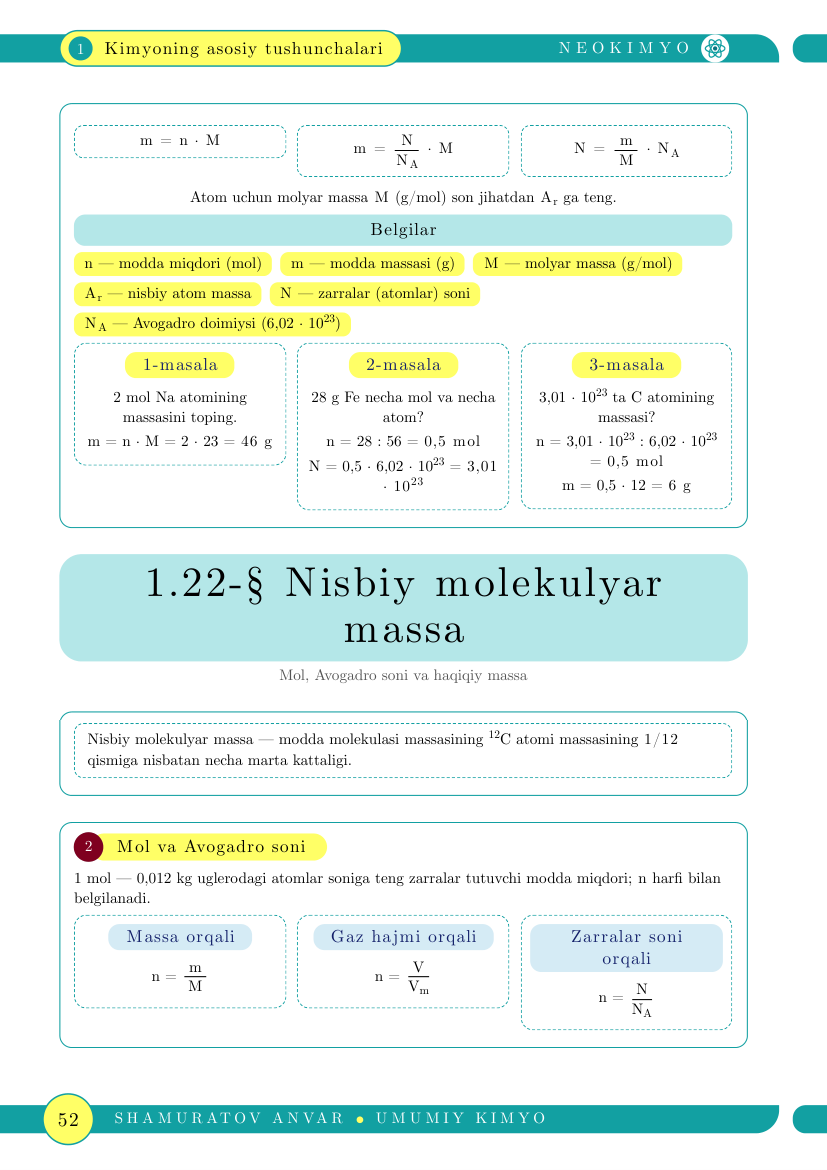 1 Kimyoning asosiy tushunchalari
NEOKIMYO
m = n · M
m = N/N_A · M
N = m/M · N_A
Atom uchun molyar massa M (g/mol) son jihatdan A_r ga teng.
Belgilar
n — modda miqdori (mol)
m — modda massasi (g)
M — molyar massa (g/mol)
A_r — nisbiy atom massa
N — zarralar (atomlar) soni
N_A — Avogadro doimiysi (6,02 · 10^23)
1-masala
2 mol Na atomining
massasini toping.
m = n · M = 2 · 23 = 46 g
2-masala
28 g Fe necha mol va necha
atom?
n = 28 : 56 = 0,5 mol
N = 0,5 · 6,02 · 10^23 = 3,01
· 10^23
3-masala
3,01 · 10^23 ta C atomining
massasi?
n = 3,01 · 10^23 : 6,02 · 10^23
= 0,5 mol
m = 0,5 · 12 = 6 g
1.22-§ Nisbiy molekulyar
massa
Mol, Avogadro soni va haqiqiy massa
Nisbiy molekulyar massa — modda molekulasi massasining ^12C atomi massasining 1/12
qismiga nisbatan necha marta kattaligi.
2 Mol va Avogadro soni
1 mol — 0,012 kg uglerodagi atomlar soniga teng zarralar tutuvchi modda miqdori; n harfi bilan
belgilanadi.
Massa orqali
n = m/M
Gaz hajmi orqali
n = V/V_m
Zarralar soni
orqali
n = N/N_A
52
SHAMURATOV ANVAR • UMUMIY KIMYO